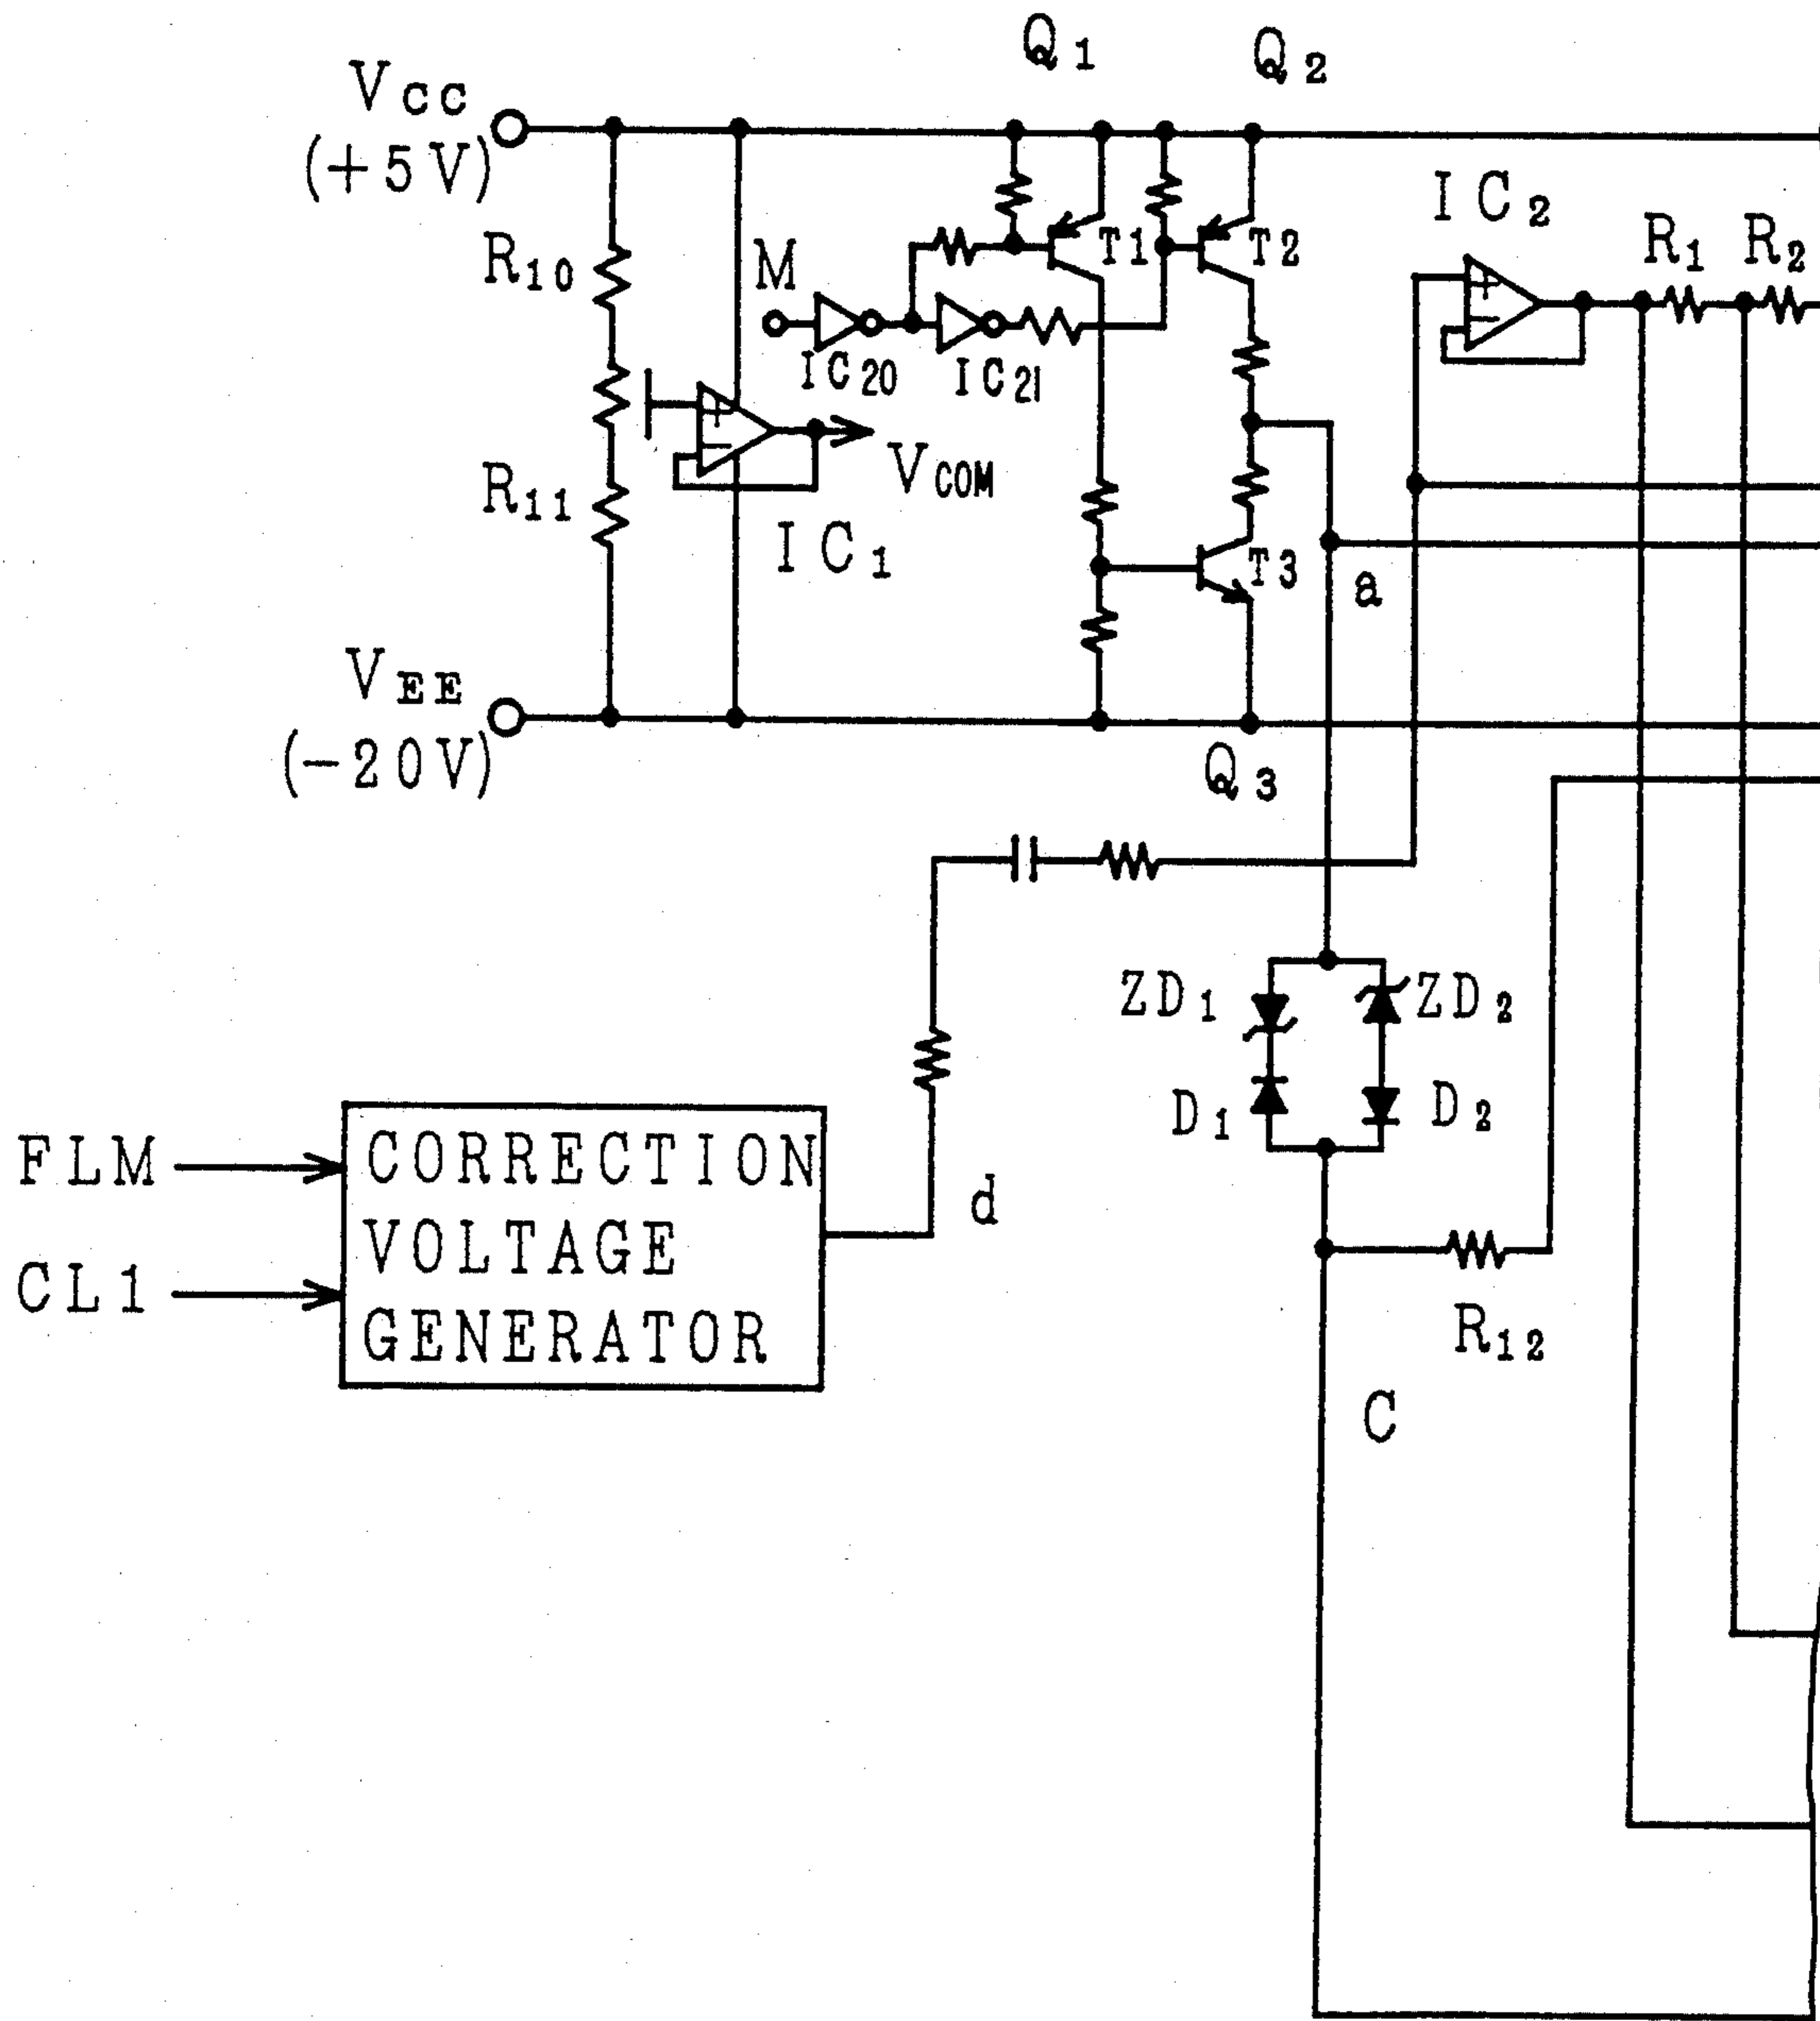 Q1
Q2
Vcc
(+5V)
IC2
R1 R2
R10
M
T1
T2
IC20
IC21
R11
VCOM
IC1
T3
a
VEE
(-20V)
Q3
ZD1
ZD2
D1
D2
FLM
CORRECTION
VOLTAGE
GENERATOR
d
CL1
R12
C
+
-
+
-